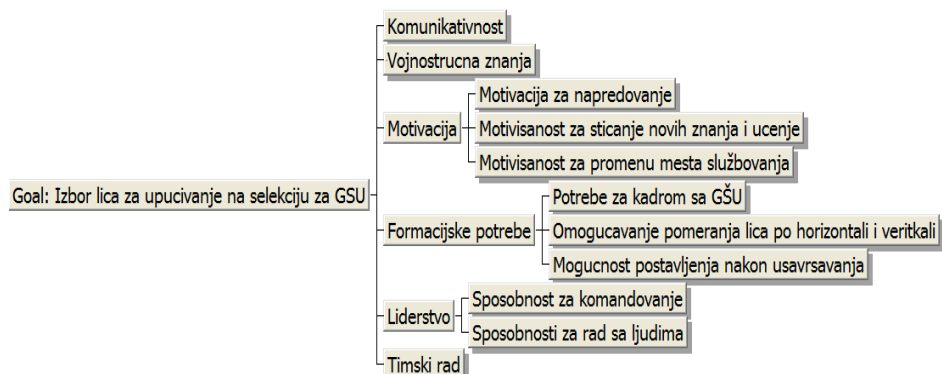 Komunikativnost
Vojnostrucna znanja
Motivacija za napredovanje
Motivacija
Motivisanost za sticanje novih znanja i ucenje
Motivisanost za promenu mesta službovanja
Goal: Izbor lica za upucivanje na selekciju za GSU
Potrebe za kadrom sa GŠU
Formacijske potrebe
Omogucavanje pomeranja lica po horizontali i veritkali
Mogucnost postavljenja nakon usavrsavanja
Sposobnost za komandovanje
Liderstvo
Sposobnosti za rad sa ljudima
Timski rad